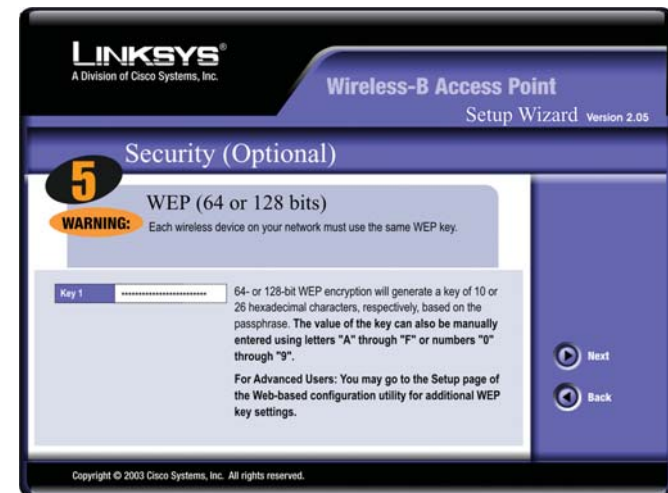 LINKSYS®
A Division of Cisco Systems, Inc.
Wireless-B Access Point
Setup Wizard Version 2.05
Security (Optional)
5
WEP (64 or 128 bits)
WARNING:
Each wireless device on your network must use the same WEP key.
Key 1
**************************
64- or 128-bit WEP encryption will generate a key of 10 or
26 hexadecimal characters, respectively, based on the
passphrase. The value of the key can also be manually
entered using letters "A" through "F" or numbers "0"
through "9".
For Advanced Users: You may go to the Setup page of
the Web-based configuration utility for additional WEP
key settings.
Next
Back
Copyright © 2003 Cisco Systems, Inc. All rights reserved.